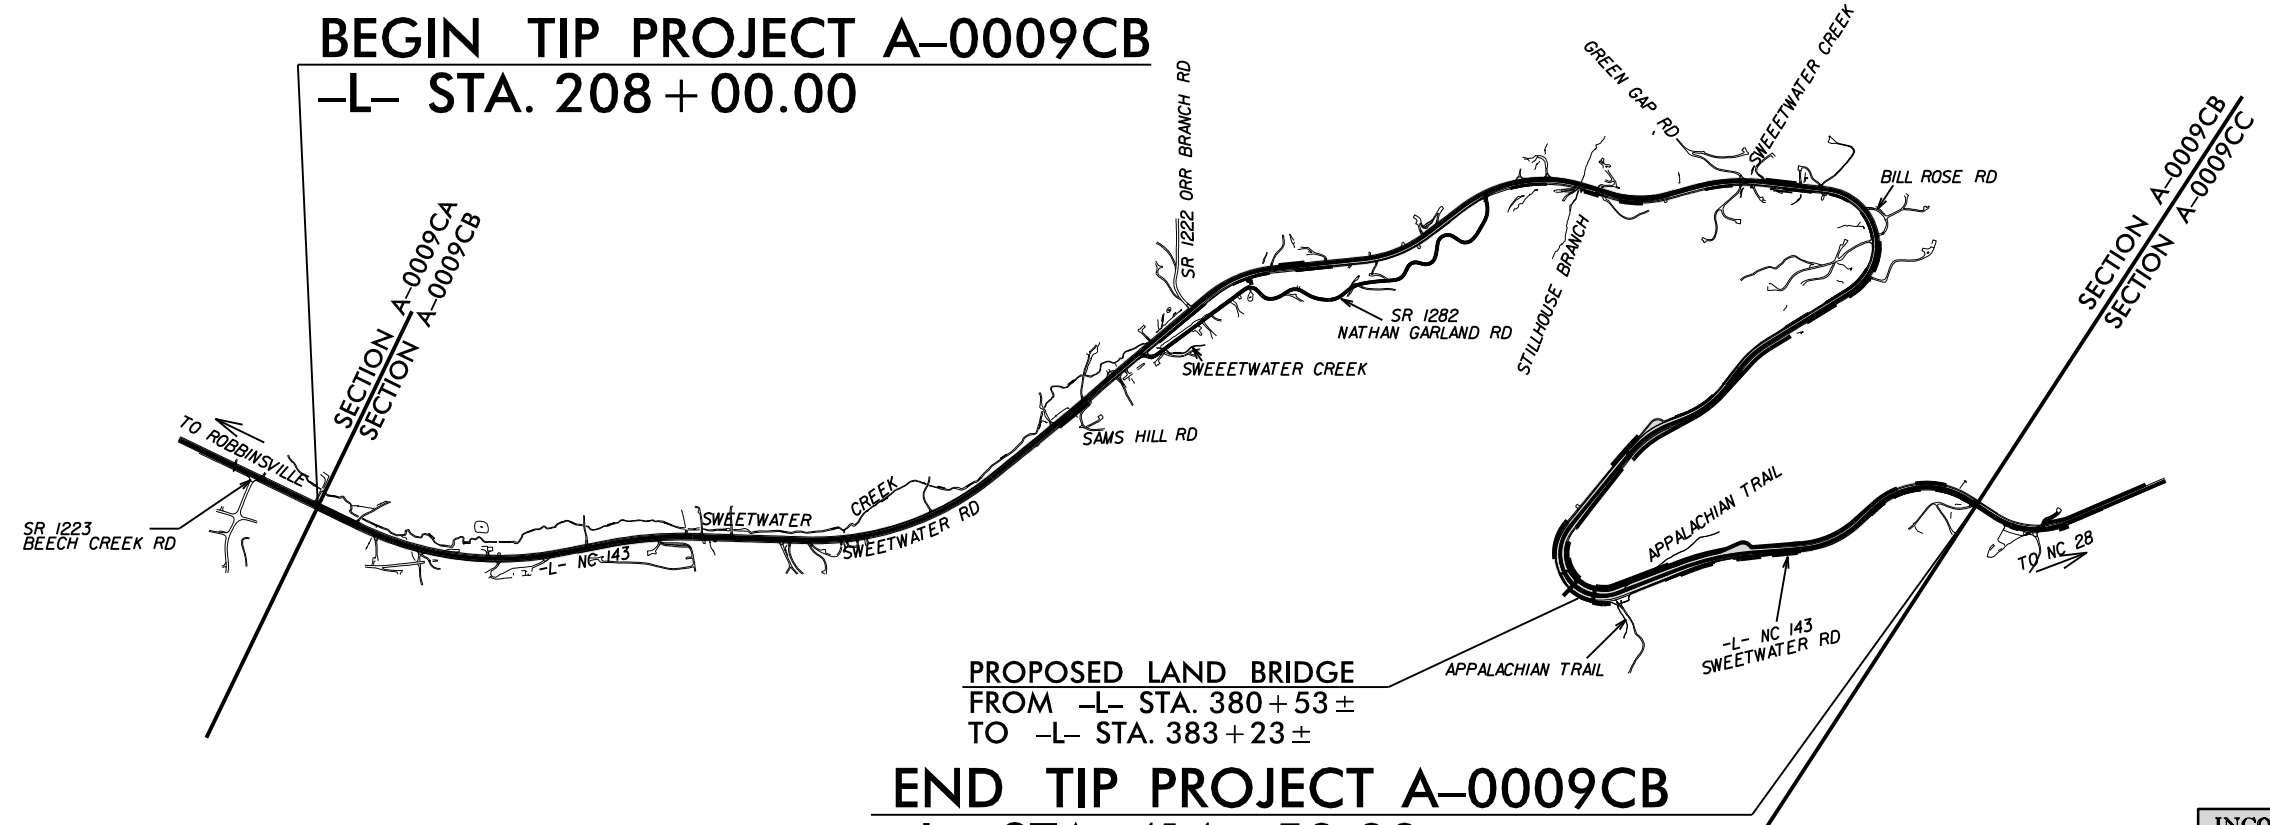 BEGIN TIP PROJECT A–0009CB
–L– STA. 208+00.00
SR 1222 ORR BRANCH RD
GREEN GAP RD
SWEEETWATER CREEK
BILL ROSE RD
SECTION A–0009CB
SECTION A–0009CC
SECTION A–0009CA
SECTION A–0009CB
STILLHOUSE BRANCH
SR 1282
NATHAN GARLAND RD
SWEEETWATER CREEK
SAMS HILL RD
TO ROBBINSVILLE
SR 1223
BEECH CREEK RD
SWEETWATER CREEK
SWEETWATER RD
-L- NC 143
APPALACHIAN TRAIL
TO NC 28
-L- NC 143
SWEETWATER RD
APPALACHIAN TRAIL
PROPOSED LAND BRIDGE
FROM –L– STA. 380+53±
TO –L– STA. 383+23±
END TIP PROJECT A–0009CB